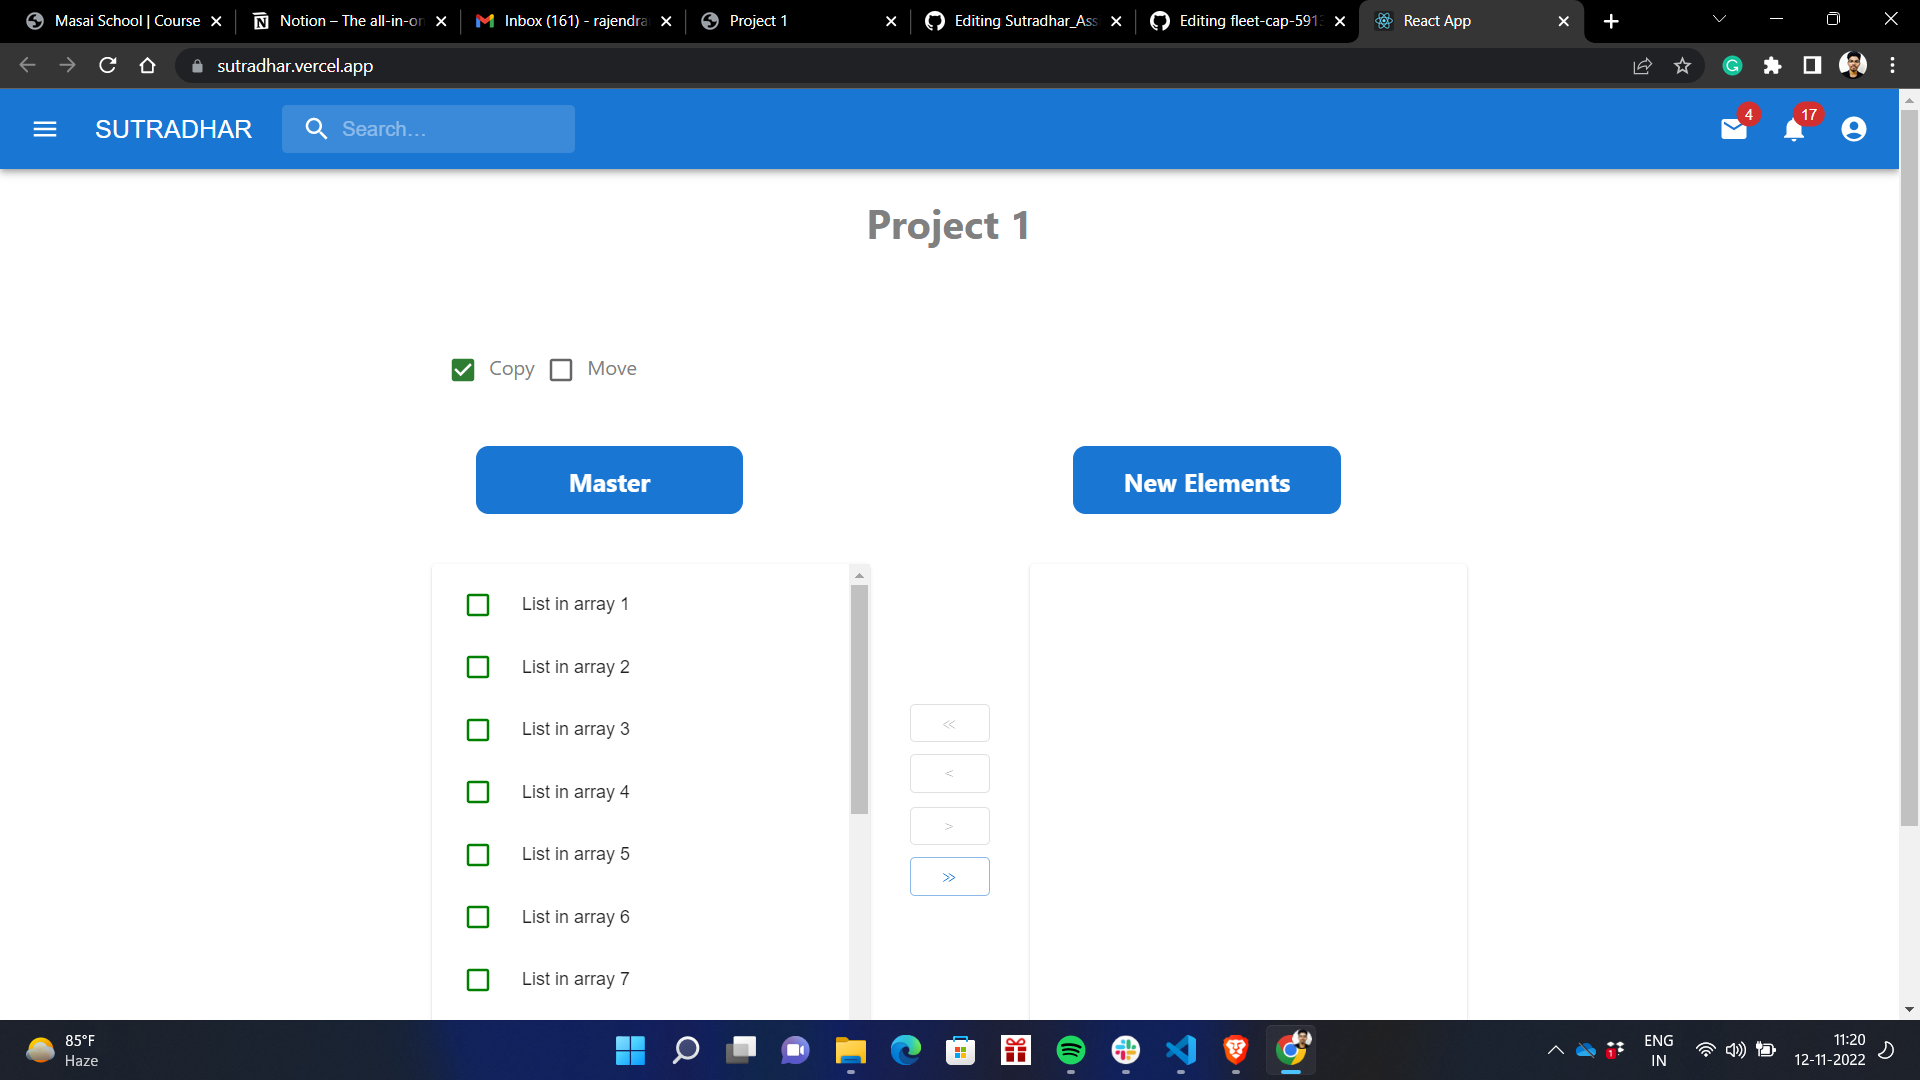 Masai School | Course
Notion – The all-in-on
Inbox (161) - rajendra
Project 1
Editing Sutradhar_Ass
Editing fleet-cap-5913
React App
sutradhar.vercel.app
SUTRADHAR
Search...
4
17
Project 1
Copy
Move
Master
New Elements
List in array 1
List in array 2
List in array 3
List in array 4
List in array 5
List in array 6
List in array 7
≪
<
>
≫
85°F
Haze
1
ENG
IN
11:20
12-11-2022